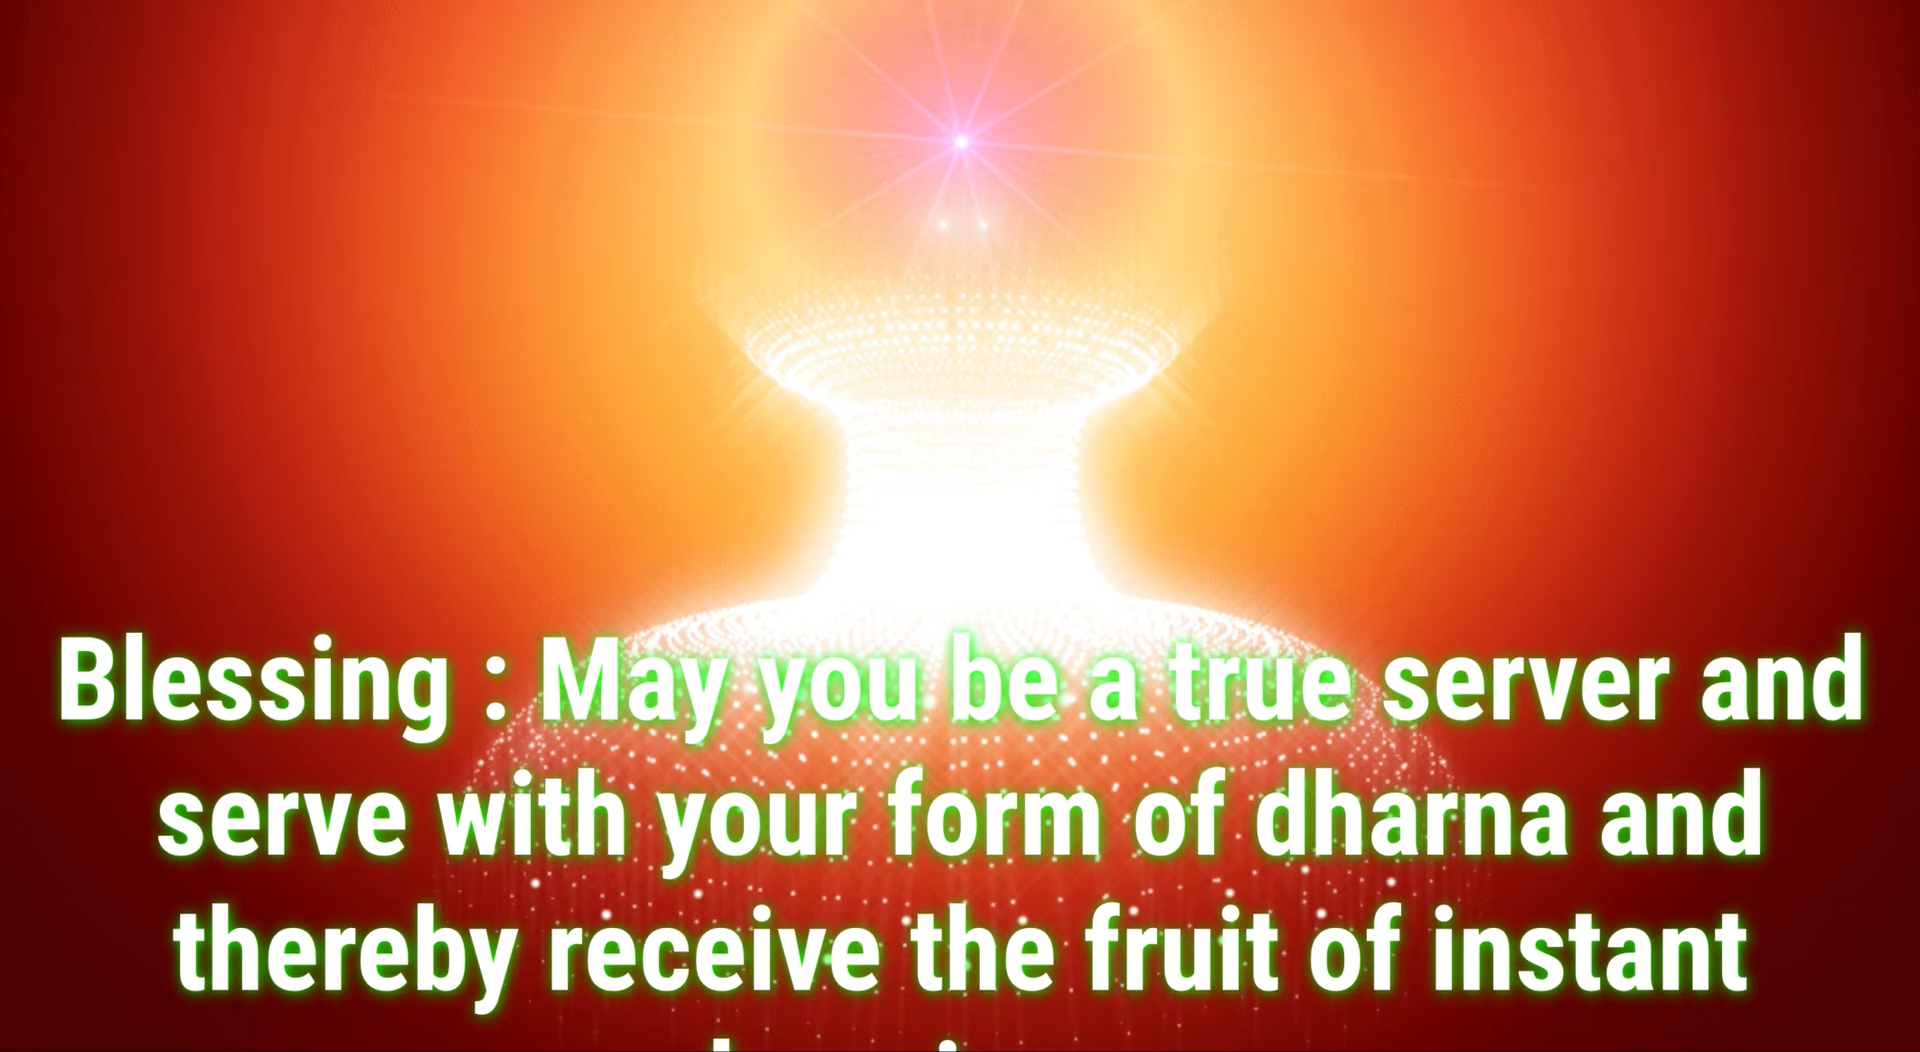 Blessing : May you be a true server and
serve with your form of dharna and
thereby receive the fruit of instant